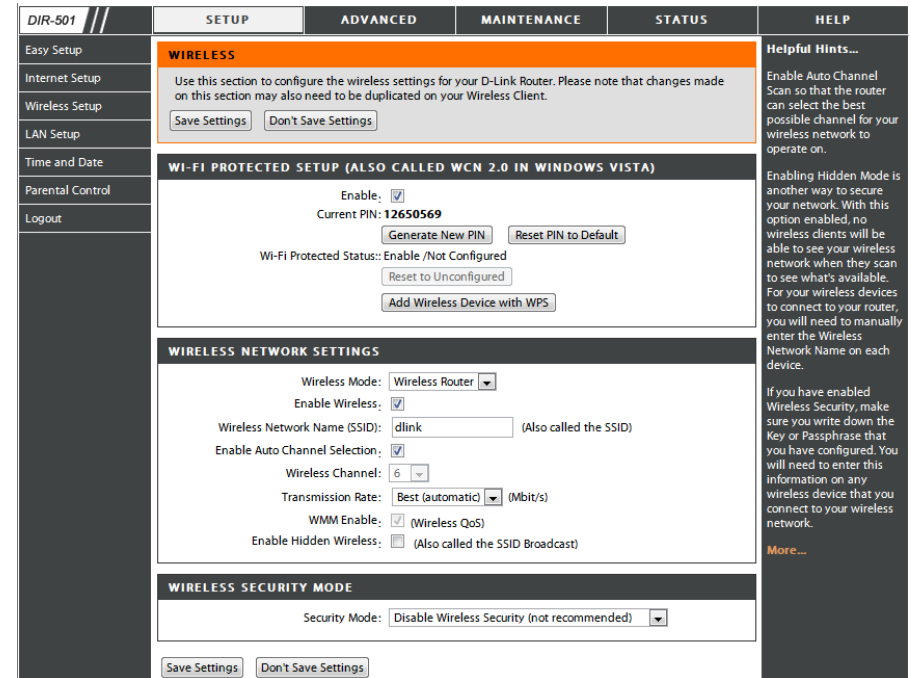 DIR-501
SETUP
ADVANCED
MAINTENANCE
STATUS
HELP
Easy Setup
Internet Setup
Wireless Setup
LAN Setup
Time and Date
Parental Control
Logout
WIRELESS
Use this section to configure the wireless settings for your D-Link Router. Please note that changes made
on this section may also need to be duplicated on your Wireless Client.
Save Settings Don't Save Settings
WI-FI PROTECTED SETUP (ALSO CALLED WCN 2.0 IN WINDOWS VISTA)
Enable:
Current PIN: 12650569
Generate New PIN Reset PIN to Default
Wi-Fi Protected Status:: Enable /Not Configured
Reset to Unconfigured
Add Wireless Device with WPS
WIRELESS NETWORK SETTINGS
Wireless Mode: Wireless Router
Enable Wireless:
Wireless Network Name (SSID): dlink (Also called the SSID)
Enable Auto Channel Selection:
Wireless Channel: 6
Transmission Rate: Best (automatic) (Mbit/s)
WMM Enable: (Wireless QoS)
Enable Hidden Wireless: (Also called the SSID Broadcast)
WIRELESS SECURITY MODE
Security Mode: Disable Wireless Security (not recommended)
Save Settings Don't Save Settings
Helpful Hints...
Enable Auto Channel
Scan so that the router
can select the best
possible channel for your
wireless network to
operate on.
Enabling Hidden Mode is
another way to secure
your network. With this
option enabled, no
wireless clients will be
able to see your wireless
network when they scan
to see what's available.
For your wireless devices
to connect to your router,
you will need to manually
enter the Wireless
Network Name on each
device.
If you have enabled
Wireless Security, make
sure you write down the
Key or Passphrase that
you have configured. You
will need to enter this
information on any
wireless device that you
connect to your wireless
network.
More...